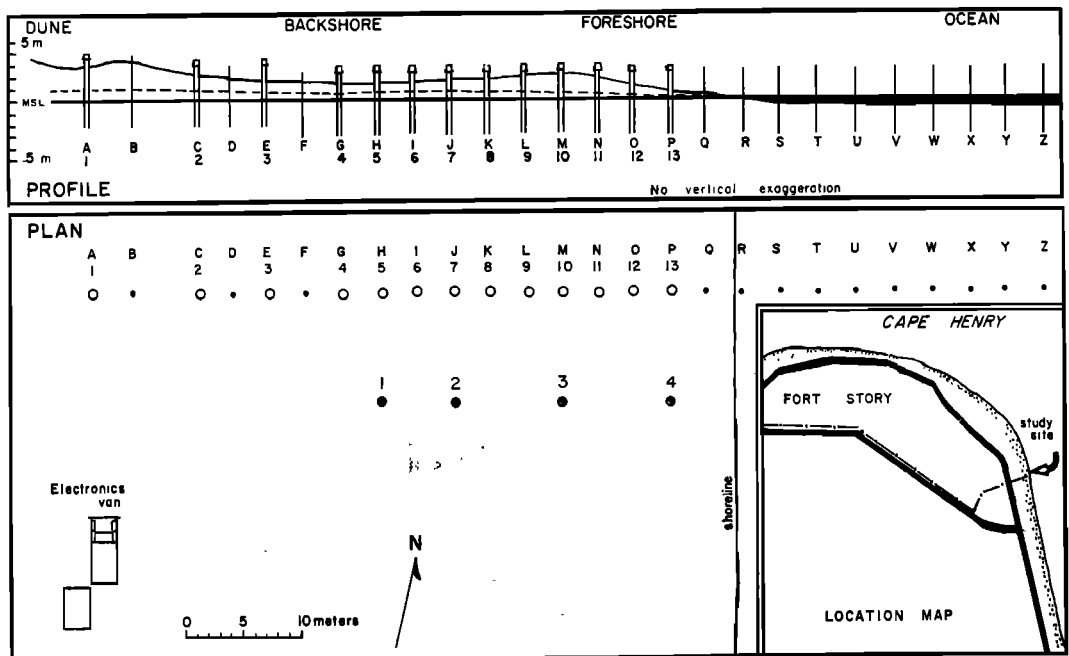 DUNE BACKSHORE FORESHORE OCEAN
5 m
MSL
.5 m
A B C D E F G H I J K L M N O P Q R S T U V W X Y Z
1 2 3 4 5 6 7 8 9 10 11 12 13
PROFILE
No vertical exaggeration
PLAN
A B C D E F G H I J K L M N O P Q R S T U V W X Y Z
1 2 3 4 5 6 7 8 9 10 11 12 13
1 2 3 4
Electronics
van
N
0 5 10 meters
shoreline
CAPE HENRY
FORT STORY
study
site
LOCATION MAP